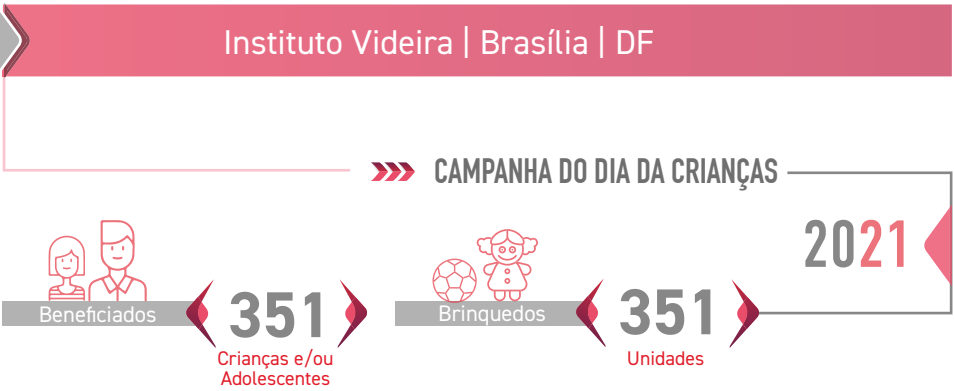 Instituto Videira | Brasília | DF
CAMPANHA DO DIA DA CRIANÇAS
2021
Beneficiados
351
Crianças e/ou
Adolescentes
Brinquedos
351
Unidades